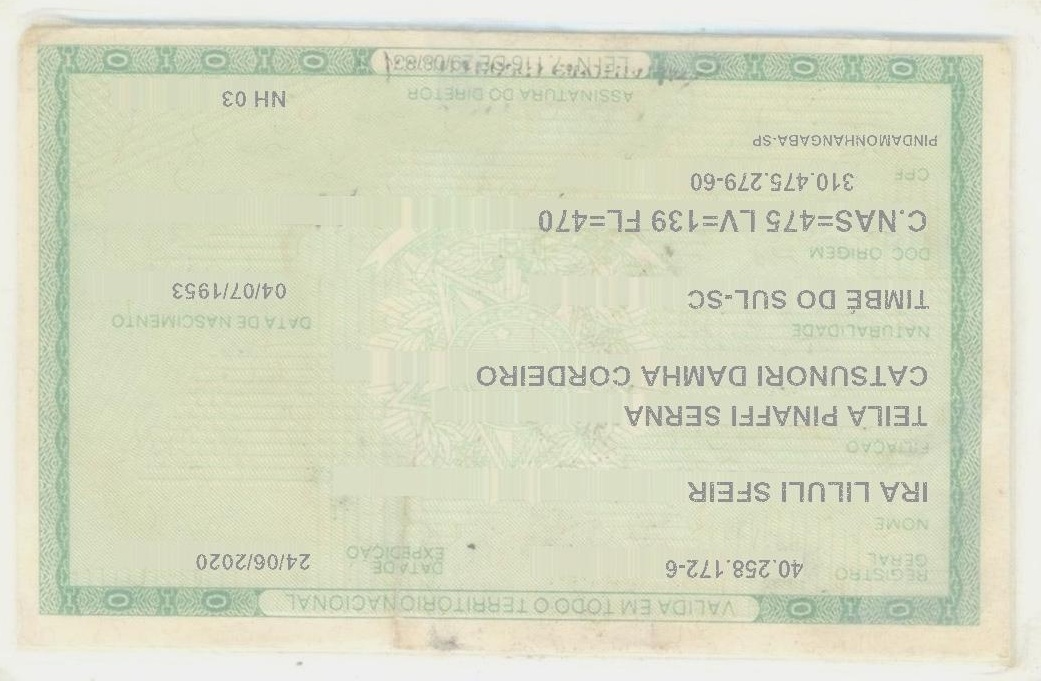 VALIDA EM TODO O TERRITORIO NACIONAL
REGISTRO GERAL 40.258.172-6 DATA DE EXPEDIÇÃO 24/06/2020
NOME
IRA LILULI SFEIR
FILIAÇÃO
TEILA PINAFFI SERNA
CATSUNORI DAMHA CORDEIRO
NATURALIDADE DATA DE NASCIMENTO
TIMBÉ DO SUL-SC 04/07/1953
DOC ORIGEM
C.NAS=475 LV=139 FL=470
CPF 310.475.279-60
PINDAMONHANGABA-SP
NH 03
ASSINATURA DO DIRETOR
LEI Nº 7.116 DE 29/08/83